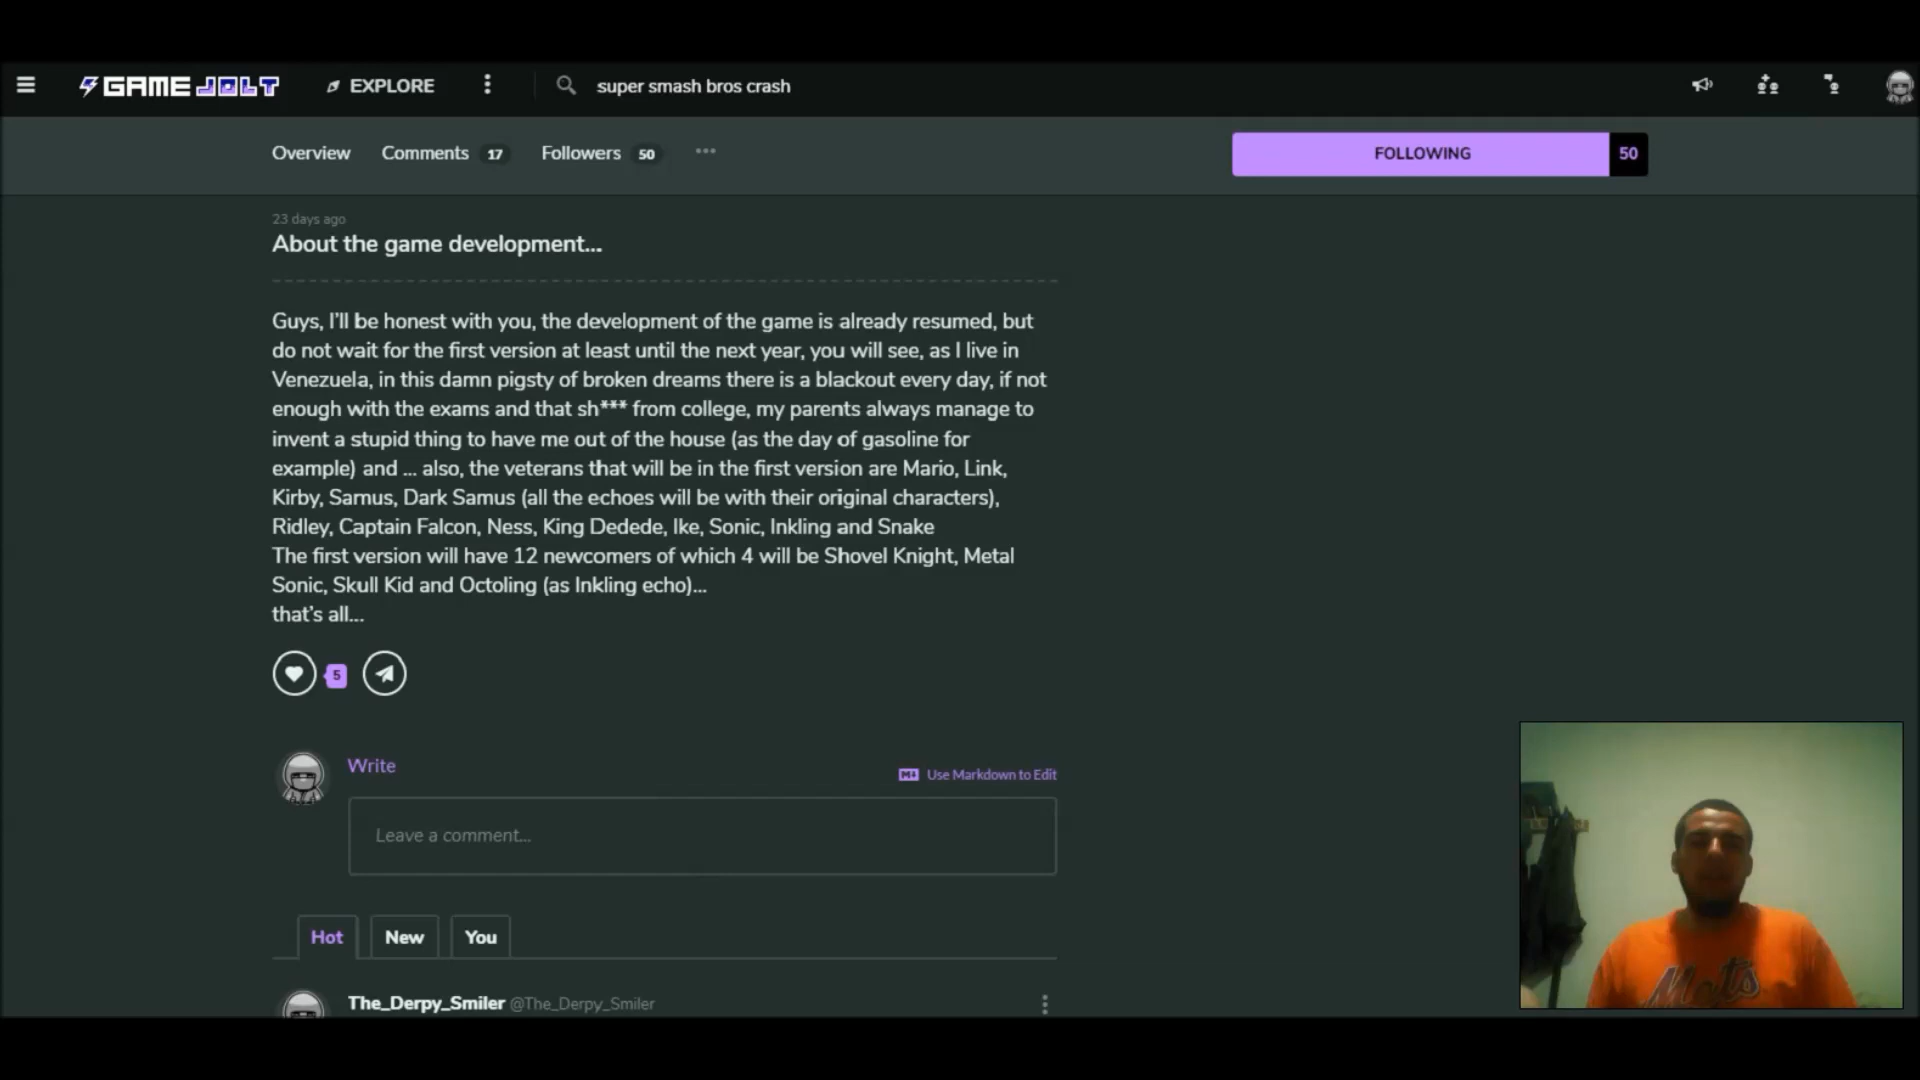 GAME JOLT EXPLORE super smash bros crash
Overview Comments 17 Followers 50 ... FOLLOWING 50
23 days ago
About the game development...
Guys, I'll be honest with you, the development of the game is already resumed, but
do not wait for the first version at least until the next year, you will see, as I live in
Venezuela, in this damn pigsty of broken dreams there is a blackout every day, if not
enough with the exams and that sh*** from college, my parents always manage to
invent a stupid thing to have me out of the house (as the day of gasoline for
example) and ... also, the veterans that will be in the first version are Mario, Link,
Kirby, Samus, Dark Samus (all the echoes will be with their original characters),
Ridley, Captain Falcon, Ness, King Dedede, Ike, Sonic, Inkling and Snake
The first version will have 12 newcomers of which 4 will be Shovel Knight, Metal
Sonic, Skull Kid and Octoling (as Inkling echo)...
that's all...
5
Write M Use Markdown to Edit
Leave a comment...
Hot New You
The_Derpy_Smiler @The_Derpy_Smiler
Mets